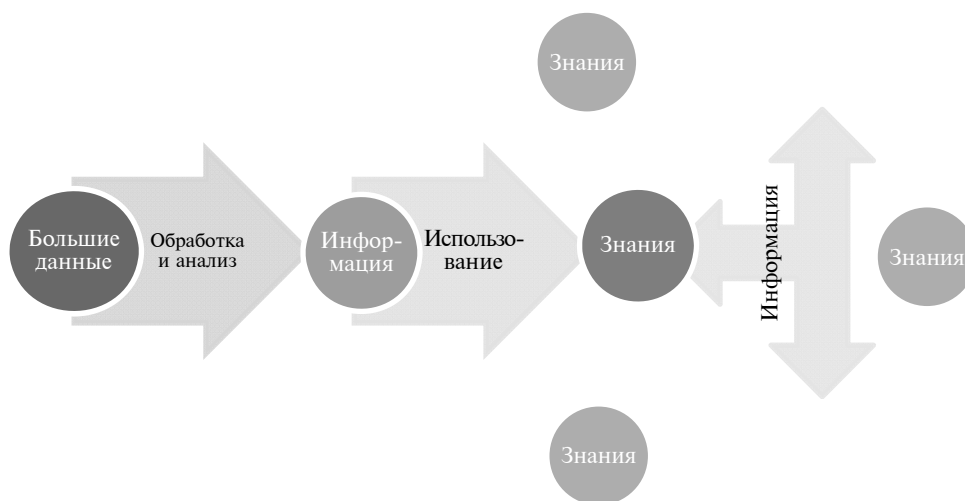 Знания
Большие
данные
Обработка
и анализ
Инфор-
мация
Использо-
вание
Знания
Информация
Знания
Знания